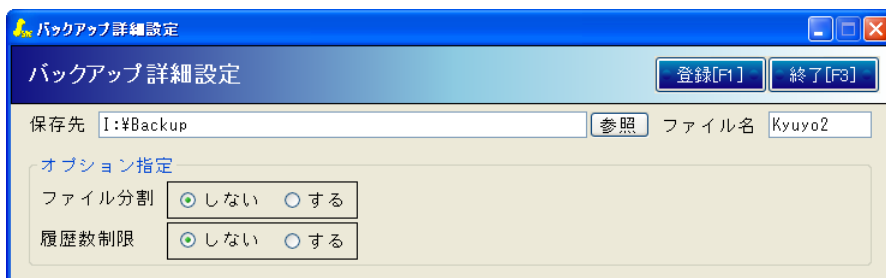 バックアップ詳細設定
バックアップ詳細設定 登録[F1] 終了[F3]
保存先 I:¥Backup 参照 ファイル名 Kyuyo2
オプション指定
ファイル分割 しない する
履歴数制限 しない する